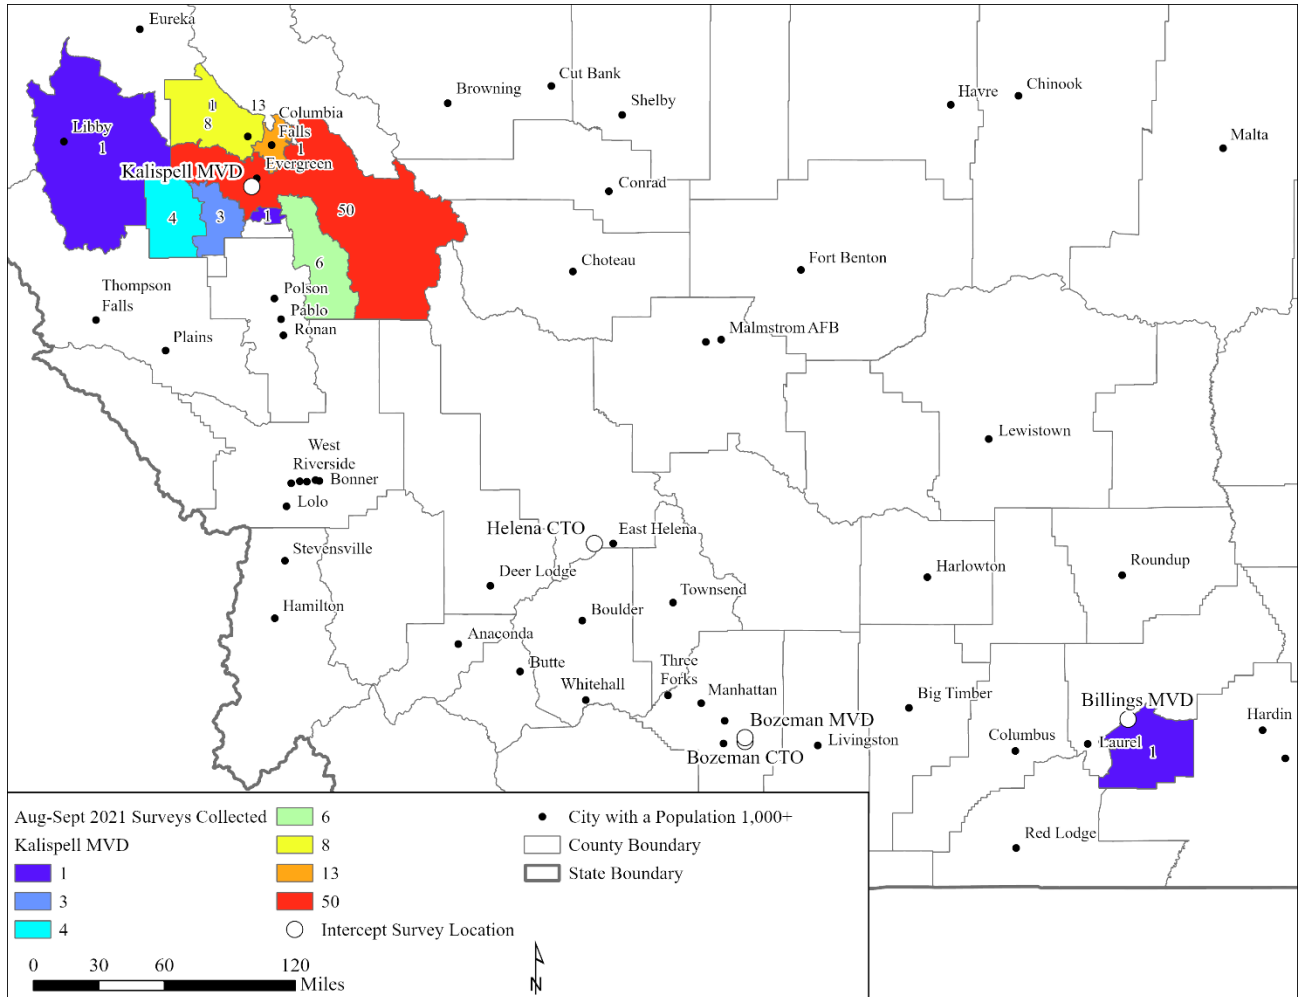 Eureka
Browning
Cut Bank
Shelby
Havre
Chinook
Malta
1
8
13
Columbia
Falls
1
Libby
1
Evergreen
Kalispell MVD
Conrad
4
3
1
50
6
Choteau
Fort Benton
Thompson
Falls
Polson
Pablo
Ronan
Plains
Malmstrom AFB
Lewistown
West
Riverside
Bonner
Lolo
Helena CTO
East Helena
Stevensville
Deer Lodge
Harlowton
Roundup
Hamilton
Boulder
Townsend
Anaconda
Butte
Whitehall
Three
Forks
Manhattan
Bozeman MVD
Bozeman CTO
Livingston
Big Timber
Columbus
Billings MVD
Laurel
1
Hardin
Red Lodge
Aug-Sept 2021 Surveys Collected
Kalispell MVD
1
3
4
6
8
13
50
Intercept Survey Location
City with a Population 1,000+
County Boundary
State Boundary
0 30 60 120
Miles
N